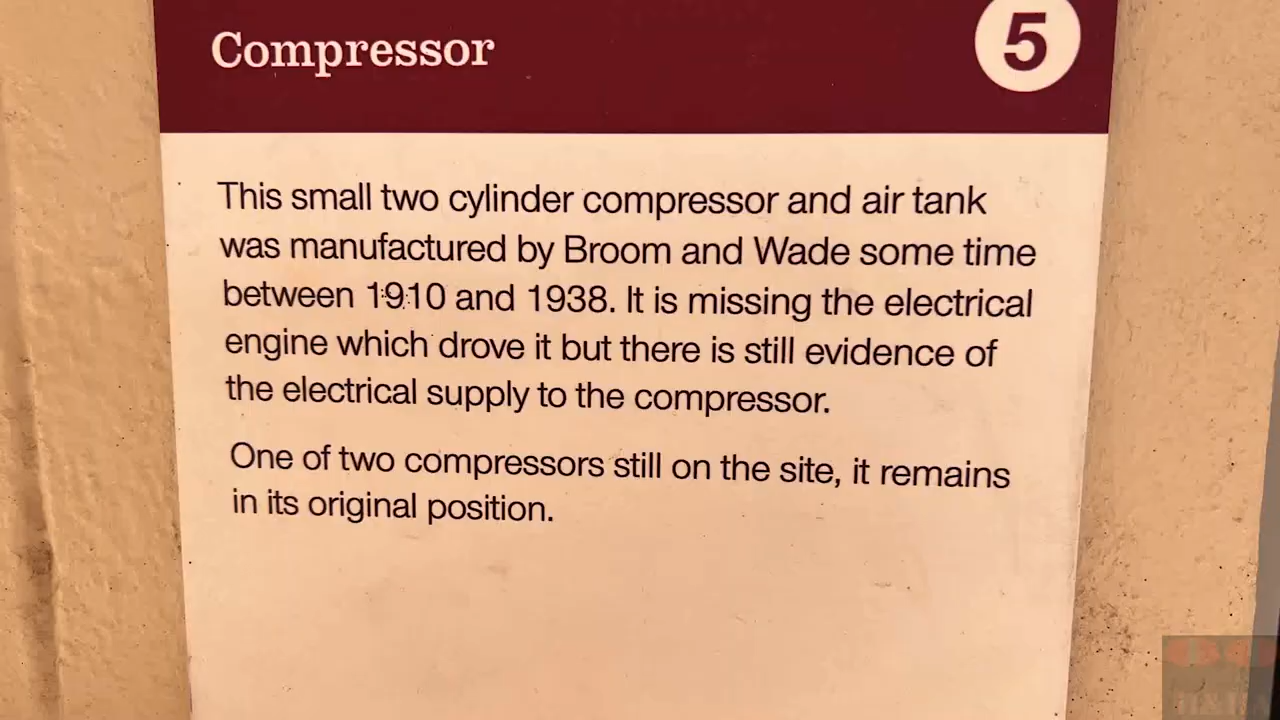 Compressor
5
This small two cylinder compressor and air tank
was manufactured by Broom and Wade some time
between 1910 and 1938. It is missing the electrical
engine which drove it but there is still evidence of
the electrical supply to the compressor.
One of two compressors still on the site, it remains
in its original position.